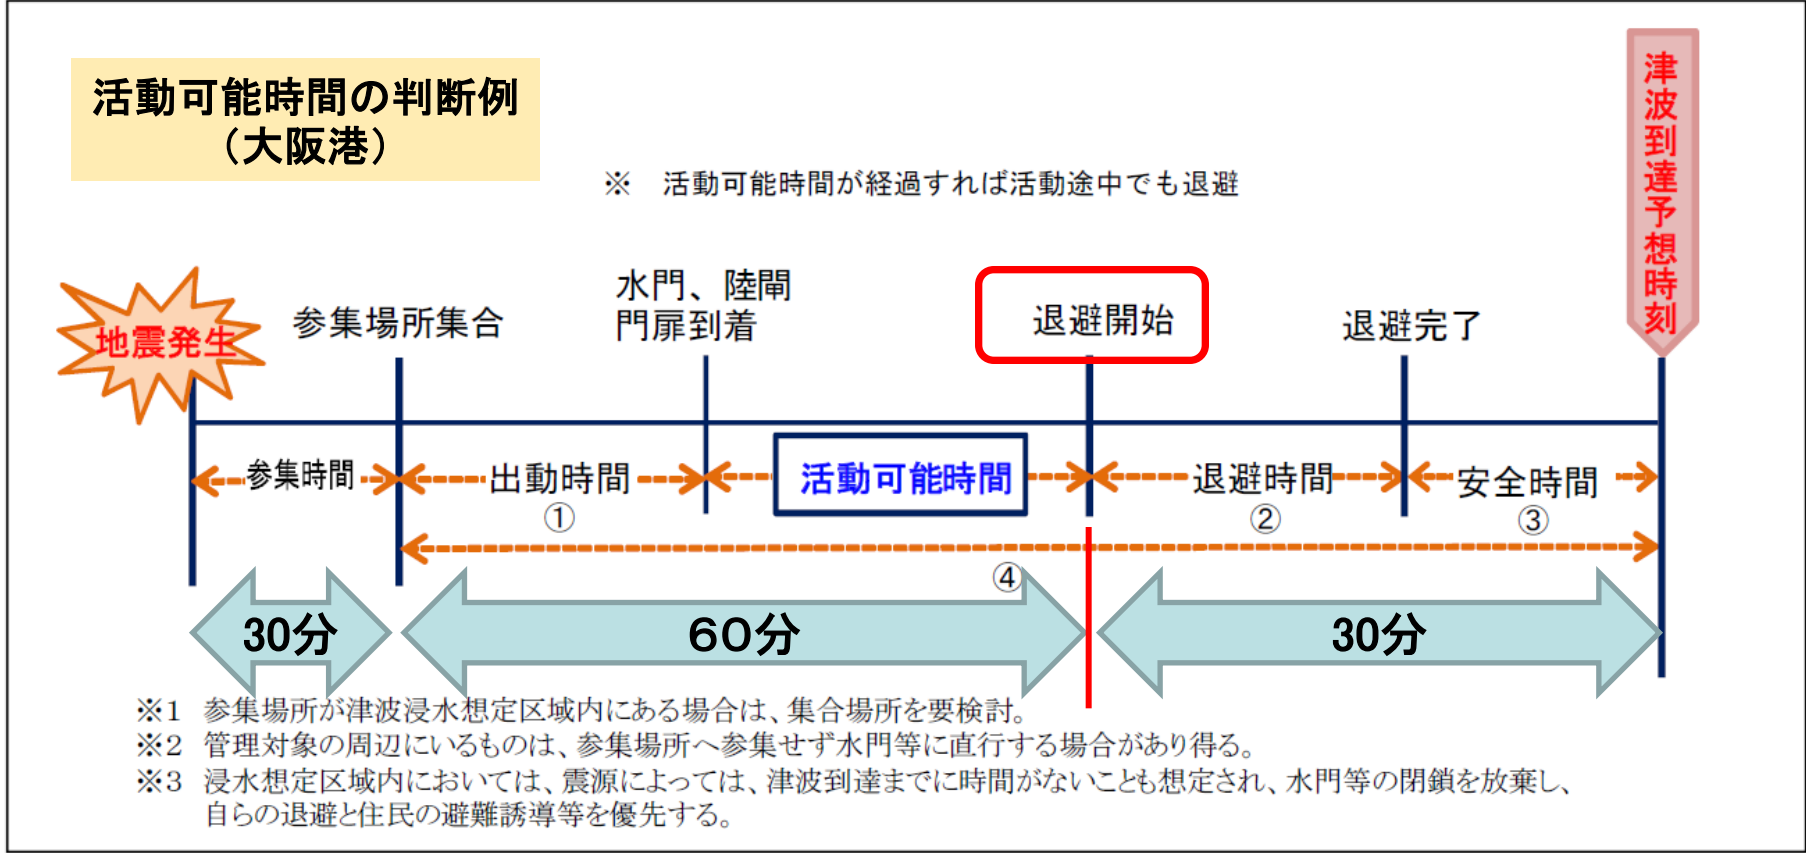 活動可能時間の判断例
（大阪港）
津波到達予想時刻
※　活動可能時間が経過すれば活動途中でも退避
地震発生
参集場所集合
水門、陸閘
門扉到着
退避開始
退避完了
参集時間
出動時間
①
活動可能時間
退避時間
②
安全時間
③
④
30分
60分
30分
※1　参集場所が津波浸水想定区域内にある場合は、集合場所を要検討。
※2　管理対象の周辺にいるものは、参集場所へ参集せず水門等に直行する場合があり得る。
※3　浸水想定区域内においては、震源によっては、津波到達までに時間がないことも想定され、水門等の閉鎖を放棄し、
自らの退避と住民の避難誘導等を優先する。